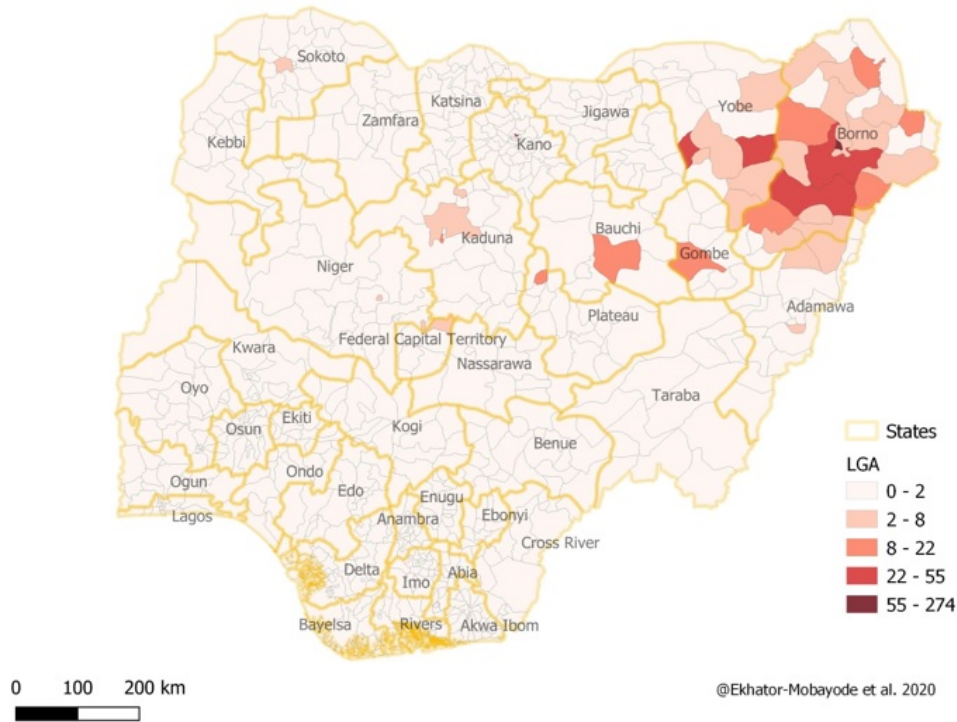 Sokoto
Katsina
Jigawa
Yobe
Zamfara
Kebbi
Kano
Borno
Kaduna
Bauchi
Gombe
Niger
Adamawa
Plateau
Federal Capital Territory
Kwara
Nassarawa
Oyo
Taraba
Ekiti
Osun
Kogi
Benue
Ondo
Ogun
Edo
Enugu
Lagos
Anambra
Ebonyi
Cross River
Delta
Imo
Abia
Bayelsa
Rivers
Akwa Ibom
States
LGA
0 - 2
2 - 8
8 - 22
22 - 55
55 - 274
0 100 200 km
@Ekhator-Mobayode et al. 2020